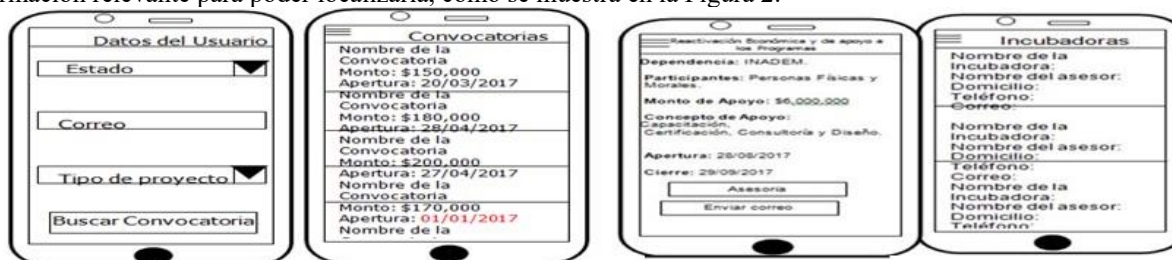 rmación relevante para poder localizarla, como se muestra en la Figura 2.
Datos del Usuario
Estado
Correo
Tipo de proyecto
Buscar Convocatoria
Convocatorias
Nombre de la
Convocatoria
Monto: $150,000
Apertura: 20/03/2017
Nombre de la
Convocatoria
Monto: $180,000
Apertura: 28/04/2017
Nombre de la
Convocatoria
Monto: $200,000
Apertura: 27/04/2017
Nombre de la
Convocatoria
Monto: $170,000
Apertura: 01/01/2017
Nombre de la
Reactivación Económica y de apoyo a
los Programas
Dependencia: INADEM.
Participantes: Personas Físicas y
Morales.
Monto de Apoyo: $6,000,000
Concepto de Apoyo:
Capacitación,
Certificación, Consultoría y Diseño.
Apertura: 28/08/2017
Cierre: 29/09/2017
Asesoría
Enviar correo
Incubadoras
Nombre de la
Incubadora:
Nombre del asesor:
Domicilio:
Teléfono:
Correo:
Nombre de la
Incubadora:
Nombre del asesor:
Domicilio:
Teléfono:
Correo:
Nombre de la
Incubadora:
Nombre del asesor:
Domicilio:
Teléfono: